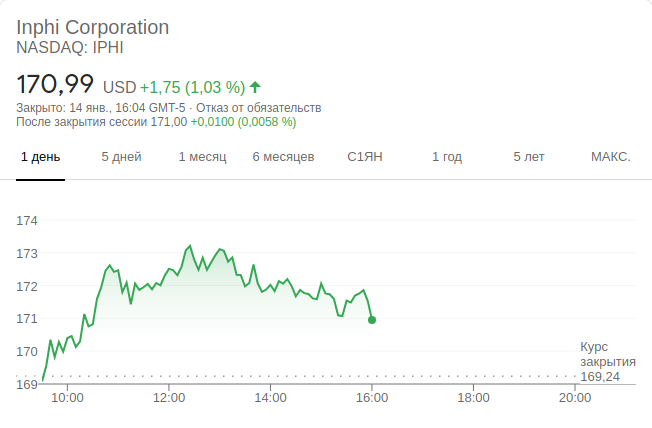 Inphi Corporation
NASDAQ: IPHI
170,99 USD +1,75 (1,03 %)
Закрыто: 14 янв., 16:04 GMT-5 · Отказ от обязательств
После закрытия сессии 171,00 +0,0100 (0,0058 %)
1 день 5 дней 1 месяц 6 месяцев С1ЯН 1 год 5 лет МАКС.
174
173
172
171
170
169
Курс
закрытия
169,24
10:00 12:00 14:00 16:00 18:00 20:00